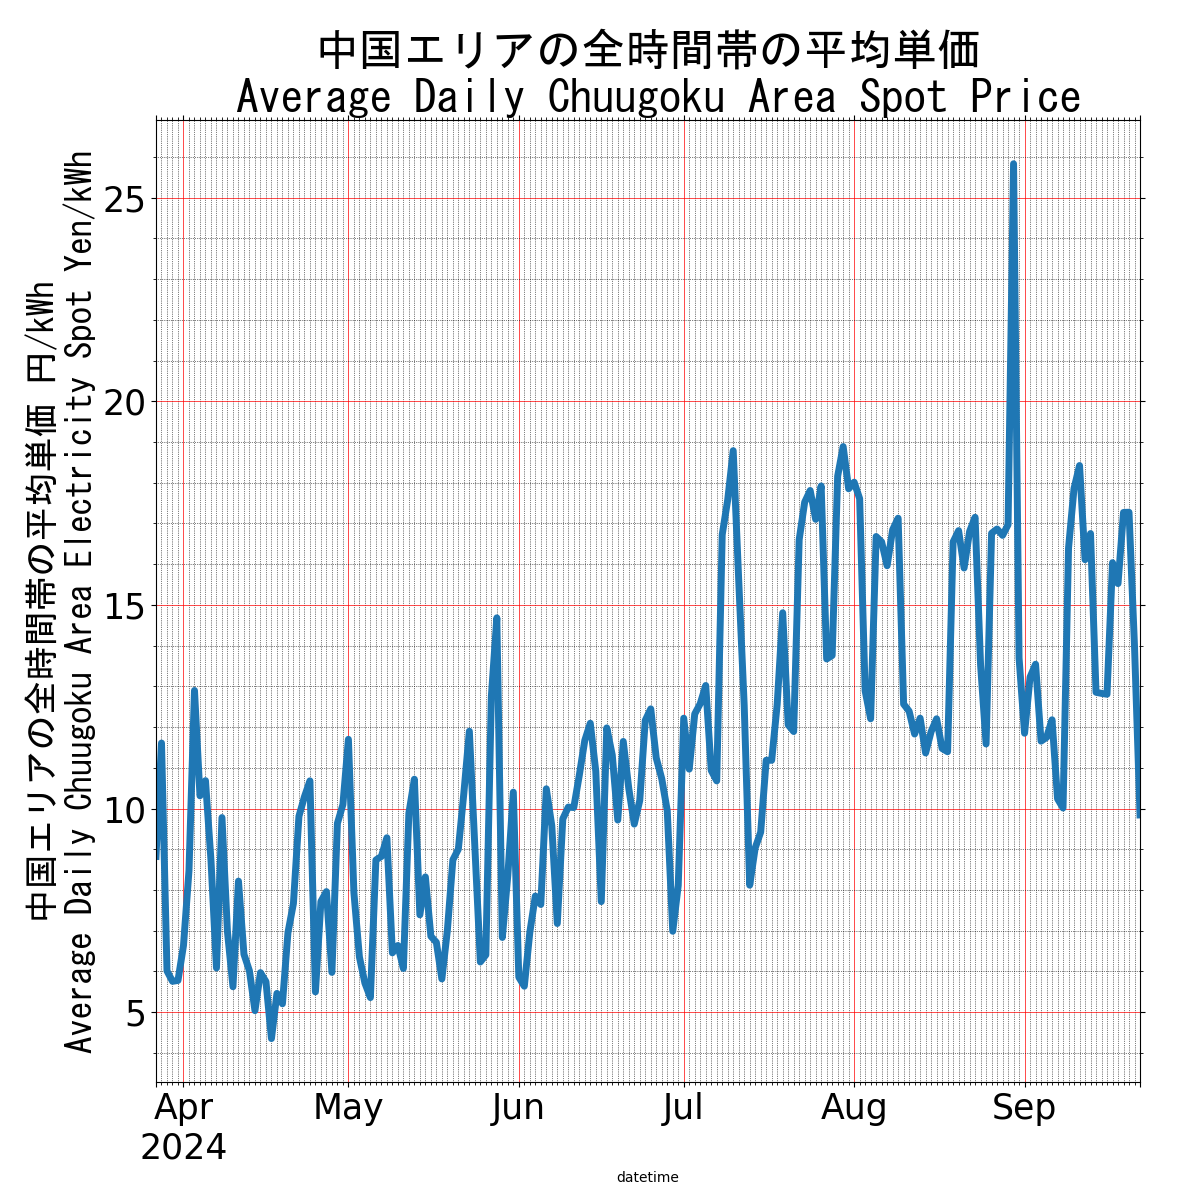 中国エリアの全時間帯の平均単価
Average Daily Chuugoku Area Spot Price
中国エリアの全時間帯の平均単価 円/kWh
Average Daily Chuugoku Area Electricity Spot Yen/kWh
25
20
15
10
5
Apr May Jun Jul Aug Sep
2024
datetime